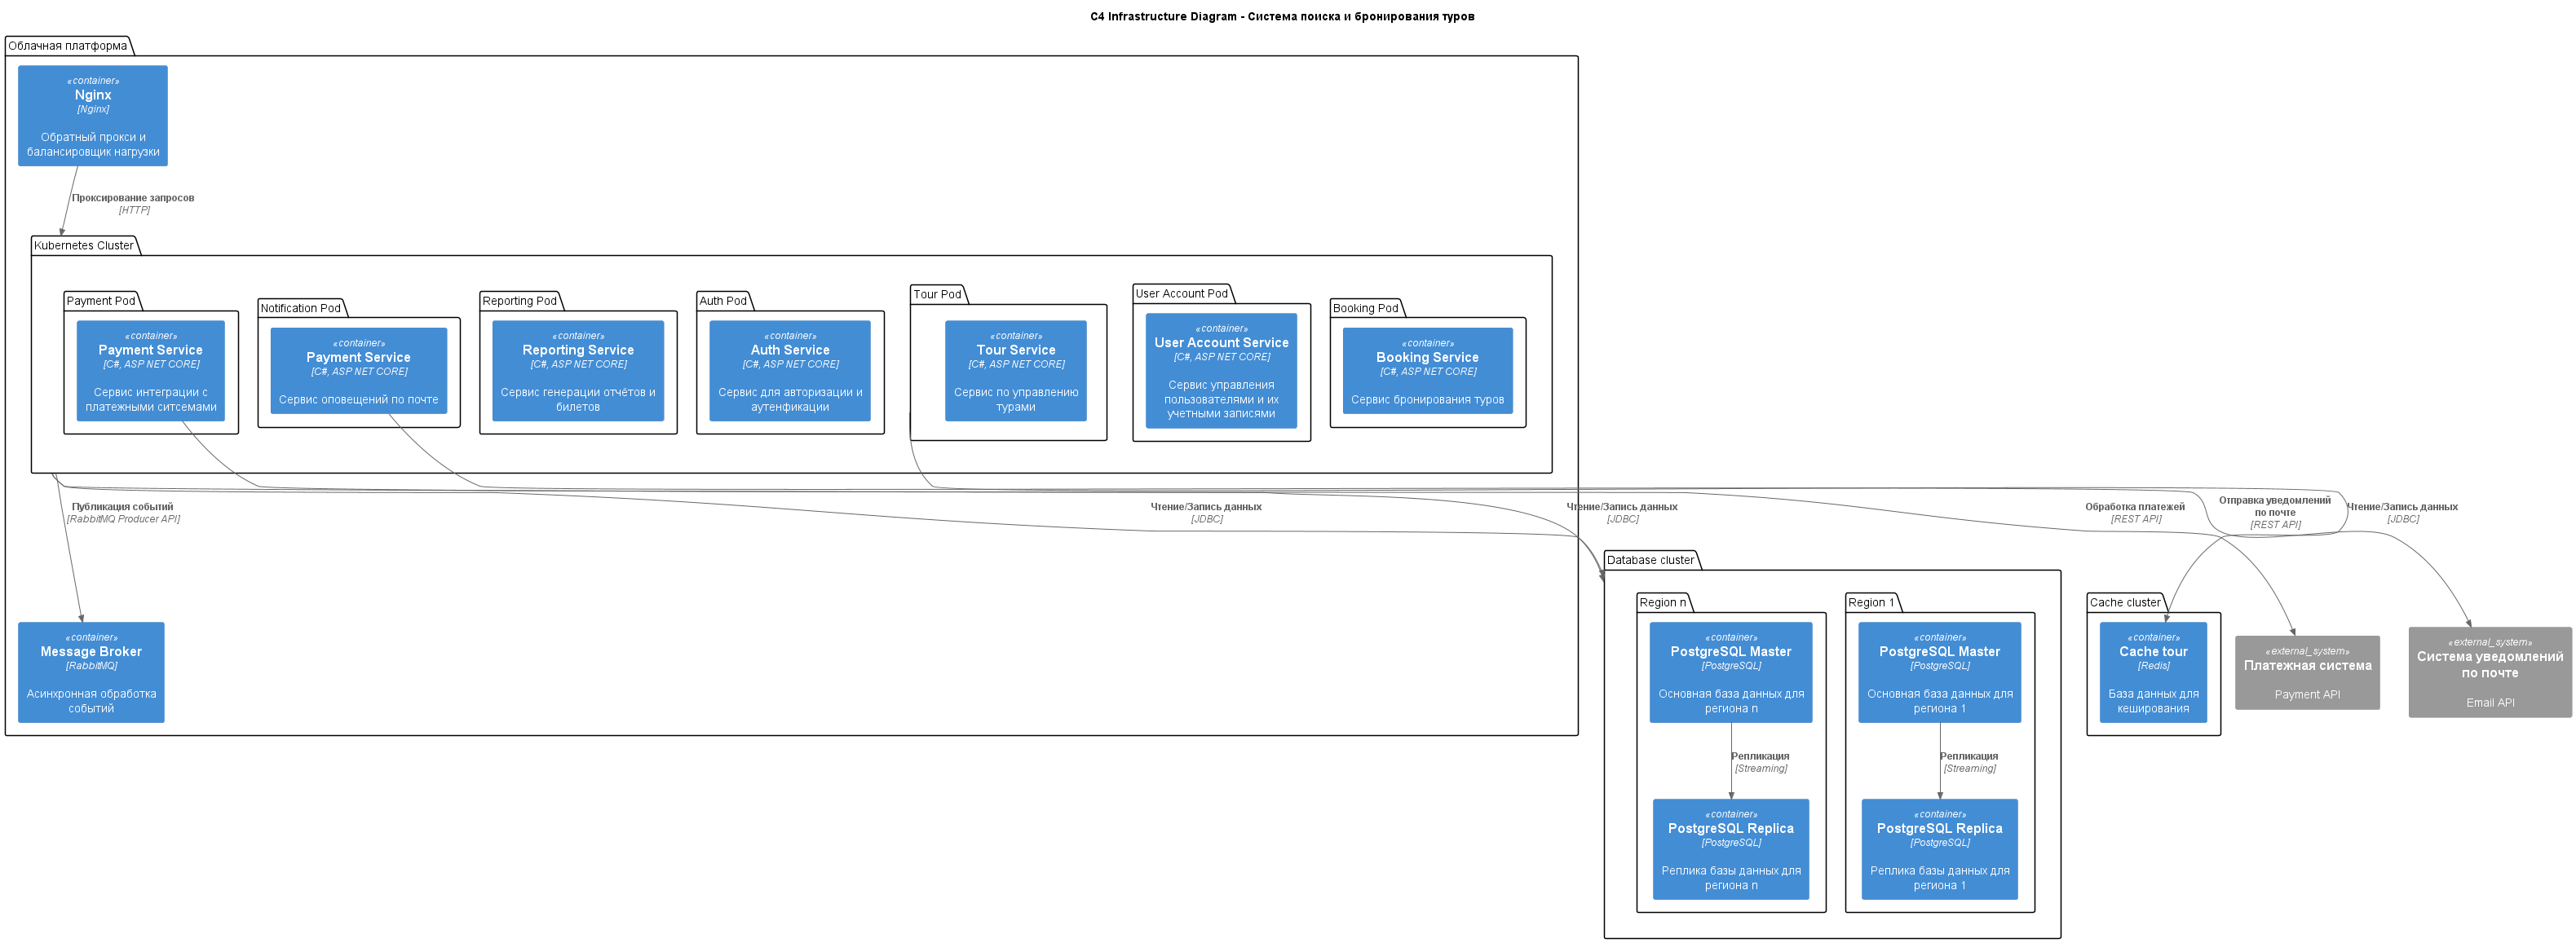 C4 Infrastructure Diagram - Система поиска и бронирования туров
Облачная платформа
«container»
Nginx
[Nginx]
Обратный прокси и
балансировщик нагрузки
Проксирование запросов
[HTTP]
Kubernetes Cluster
Payment Pod
«container»
Payment Service
[C#, ASP NET CORE]
Сервис интеграции с
платежными ситсемами
Notification Pod
«container»
Payment Service
[C#, ASP NET CORE]
Сервис оповещений по почте
Reporting Pod
«container»
Reporting Service
[C#, ASP NET CORE]
Сервис генерации отчётов и
билетов
Auth Pod
«container»
Auth Service
[C#, ASP NET CORE]
Сервис для авторизации и
аутенфикации
Tour Pod
«container»
Tour Service
[C#, ASP NET CORE]
Сервис по управлению
турами
User Account Pod
«container»
User Account Service
[C#, ASP NET CORE]
Сервис управления
пользователями и их
учетными записями
Booking Pod
«container»
Booking Service
[C#, ASP NET CORE]
Сервис бронирования туров
Публикация событий
[RabbitMQ Producer API]
Чтение/Запись данных
[JDBC]
Чтение/Запись данных
[JDBC]
Обработка платежей
[REST API]
Отправка уведомлений
по почте
[REST API]
Чтение/Запись данных
[JDBC]
«container»
Message Broker
[RabbitMQ]
Асинхронная обработка
событий
Database cluster
Region n
«container»
PostgreSQL Master
[PostgreSQL]
Основная база данных для
региона n
Репликация
[Streaming]
«container»
PostgreSQL Replica
[PostgreSQL]
Реплика базы данных для
региона n
Region 1
«container»
PostgreSQL Master
[PostgreSQL]
Основная база данных для
региона 1
Репликация
[Streaming]
«container»
PostgreSQL Replica
[PostgreSQL]
Реплика базы данных для
региона 1
Cache cluster
«container»
Cache tour
[Redis]
База данных для
кеширования
«external_system»
Платежная система
Payment API
«external_system»
Система уведомлений
по почте
Email API